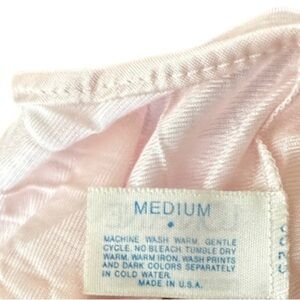 MEDIUM
MACHINE WASH WARM, GENTLE
CYCLE. NO BLEACH. TUMBLE DRY
WARM, WARM IRON. WASH PRINTS
AND DARK COLORS SEPARATELY
IN COLD WATER.
MADE IN U.S.A.